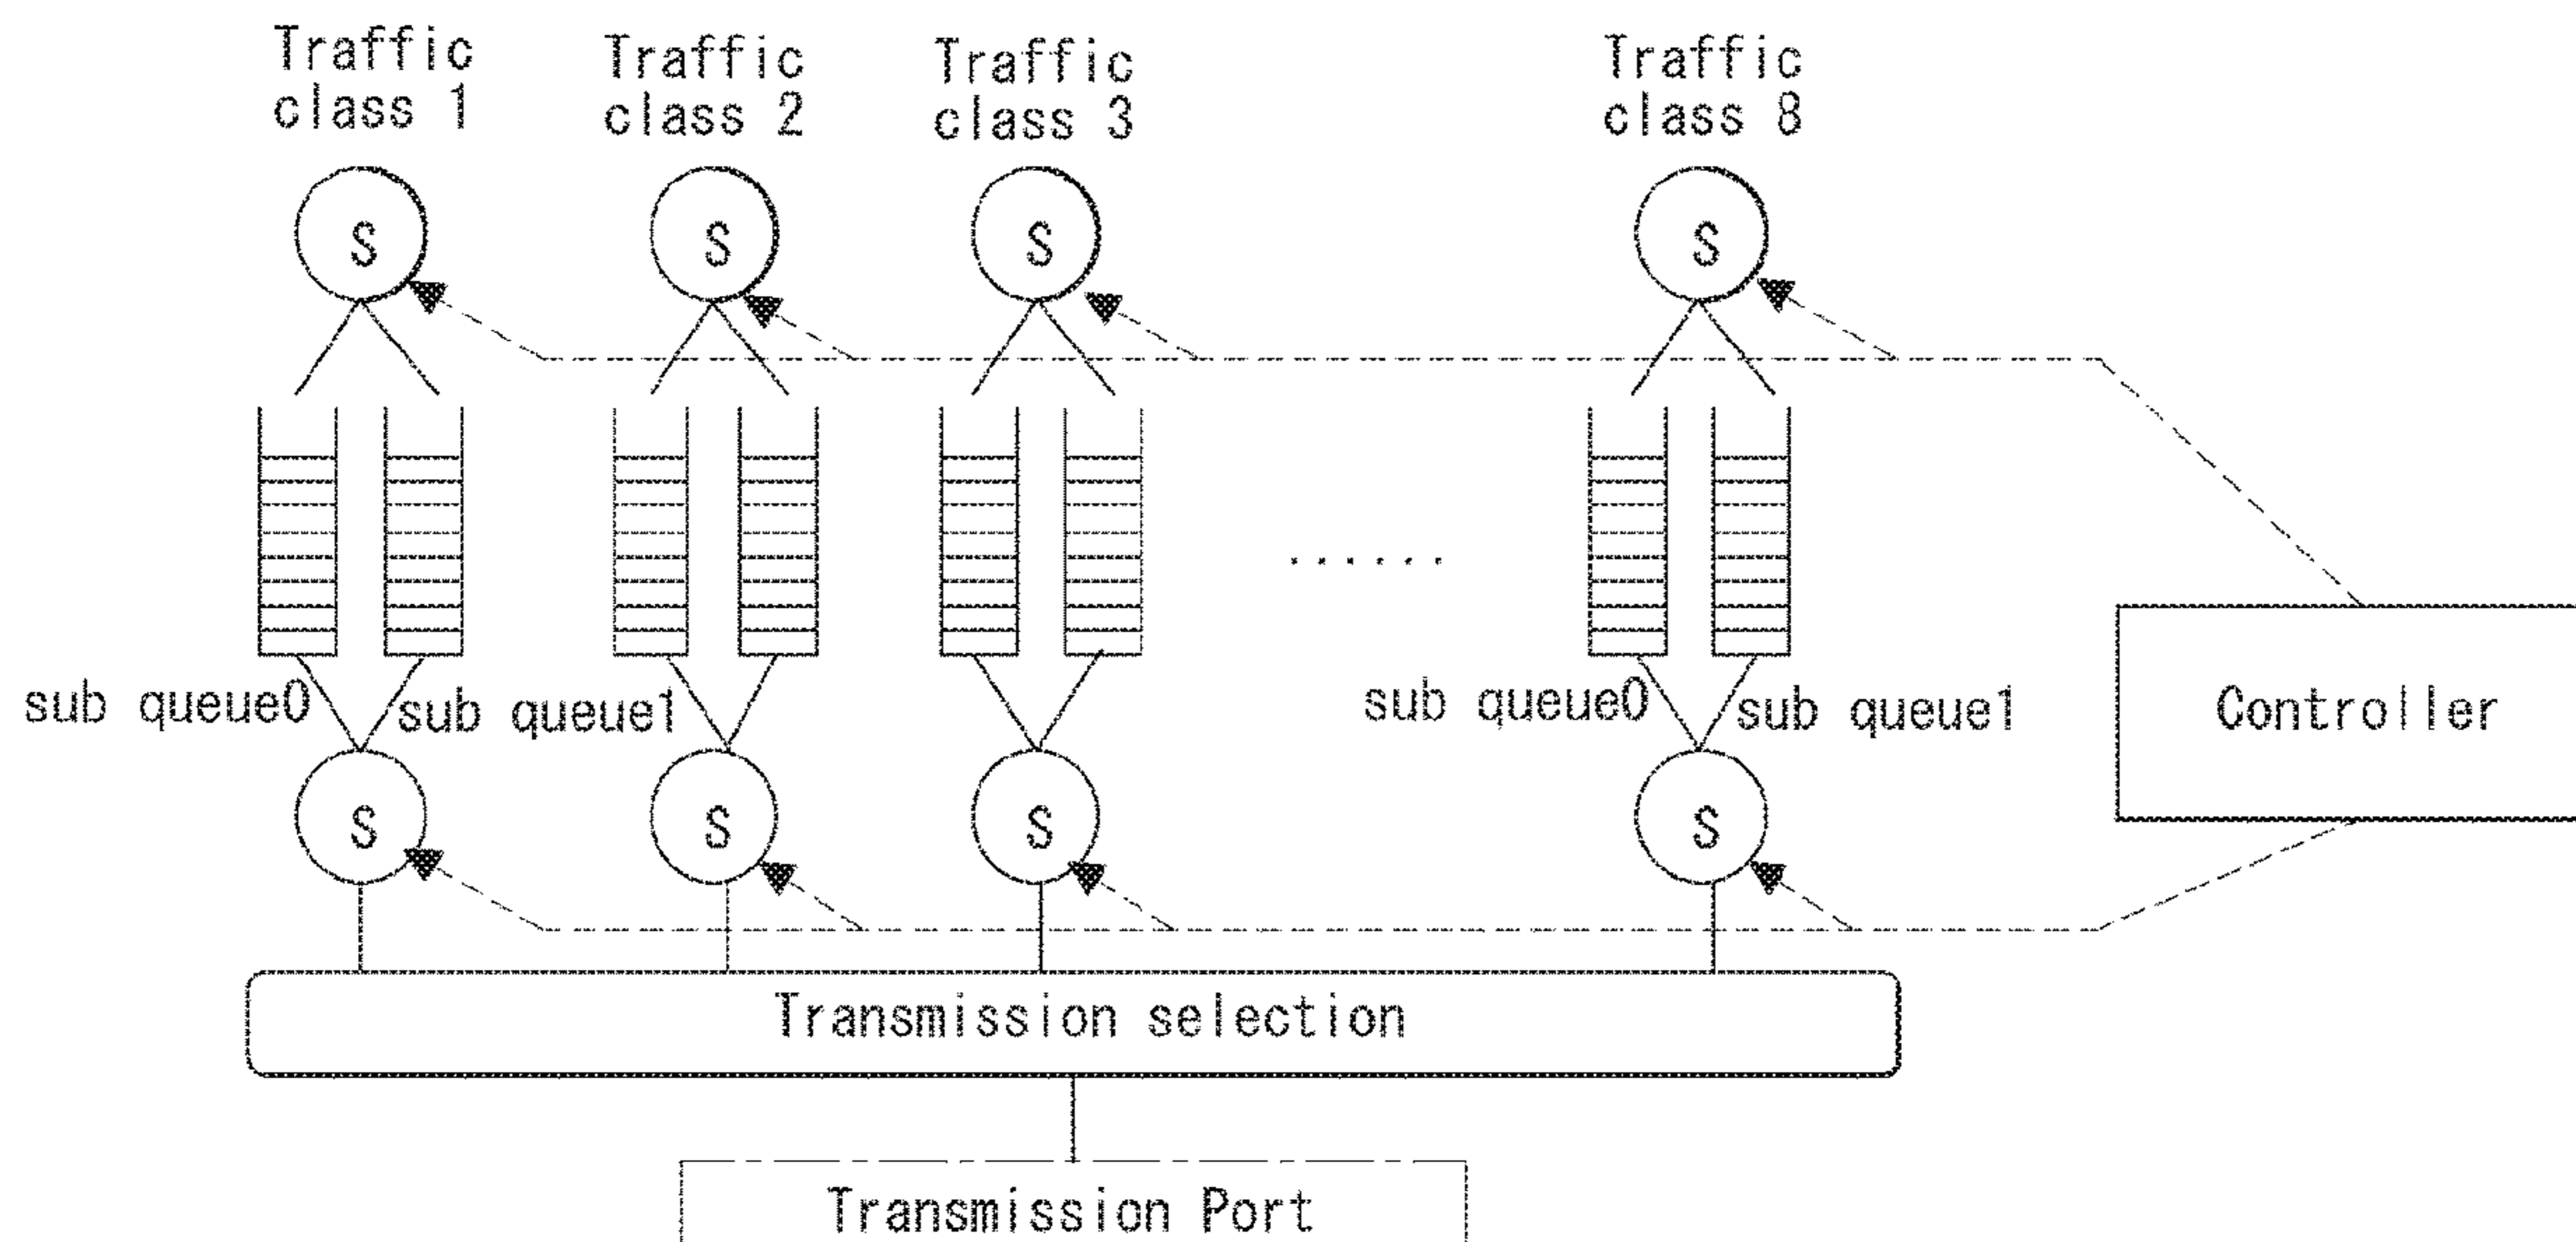 Traffic
class 1
Traffic
class 2
Traffic
class 3
Traffic
class 8
S
S
S
S
......
sub queue0
sub queue1
sub queue0
sub queue1
Controller
S
S
S
S
Transmission selection
Transmission Port